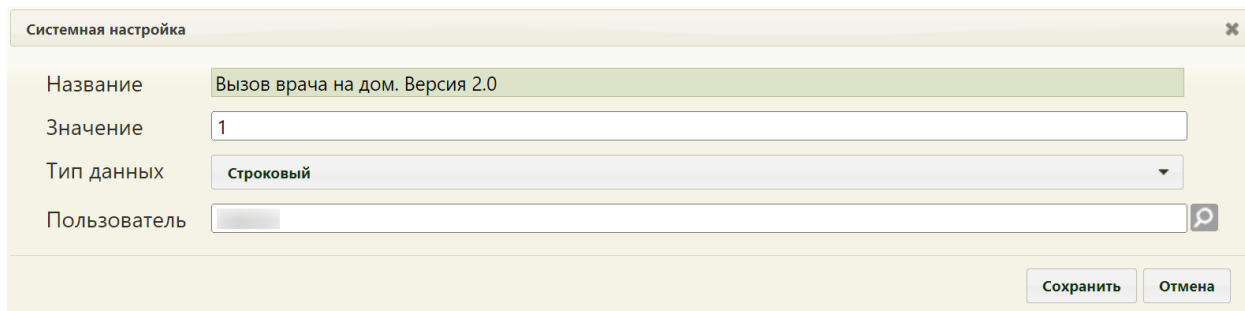 Системная настройка
Название Вызов врача на дом. Версия 2.0
Значение 1
Тип данных Строковый
Пользователь
Сохранить Отмена